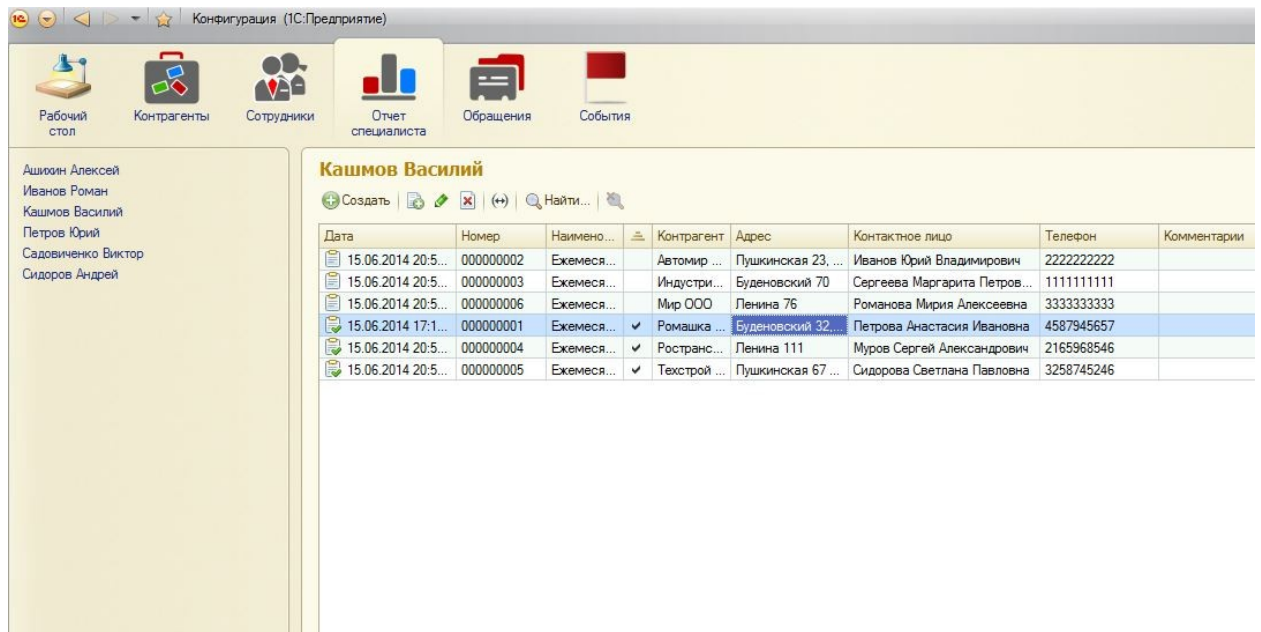 1С Конфигурация (1С:Предприятие)
Рабочий стол Контрагенты Сотрудники Отчет специалиста Обращения События
Ашихин Алексей
Иванов Роман
Кашмов Василий
Петров Юрий
Садовиченко Виктор
Сидоров Андрей
Кашмов Василий
Создать Найти...
Дата Номер Наимено... Контрагент Адрес Контактное лицо Телефон Комментарии
15.06.2014 20:5... 000000002 Ежемеся... Автомир ... Пушкинская 23, ... Иванов Юрий Владимирович 2222222222
15.06.2014 20:5... 000000003 Ежемеся... Индустри... Буденовский 70 Сергеева Маргарита Петров... 1111111111
15.06.2014 20:5... 000000006 Ежемеся... Мир ООО Ленина 76 Романова Мирия Алексеевна 3333333333
15.06.2014 17:1... 000000001 Ежемеся... Ромашка ... Буденовский 32,... Петрова Анастасия Ивановна 4587945657
15.06.2014 20:5... 000000004 Ежемеся... Ространс... Ленина 111 Муров Сергей Александрович 2165968546
15.06.2014 20:5... 000000005 Ежемеся... Техстрой ... Пушкинская 67 ... Сидорова Светлана Павловна 3258745246